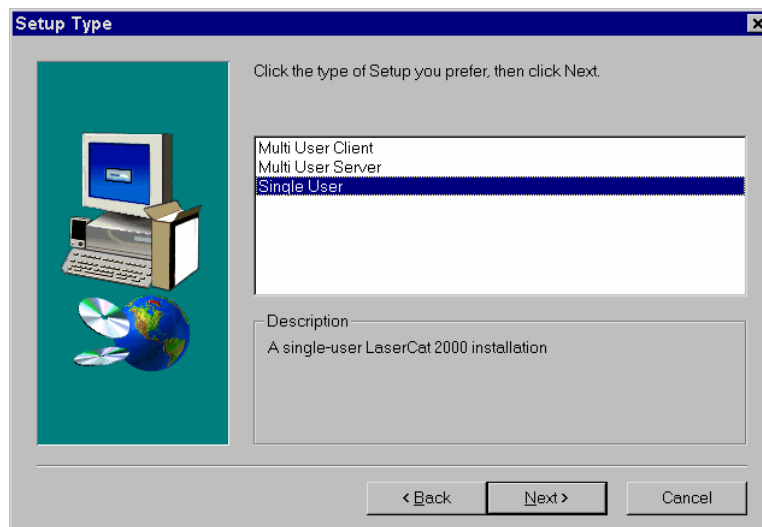 Setup Type
Click the type of Setup you prefer, then click Next.
Multi User Client
Multi User Server
Single User
Description
A single-user LaserCat 2000 installation
< Back
Next >
Cancel